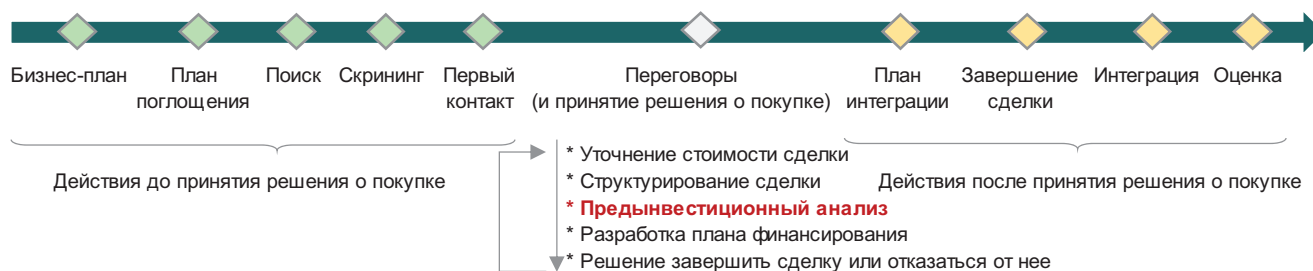 Бизнес-план
План
поглощения
Поиск
Скрининг
Первый
контакт
Переговоры
(и принятие решения о покупке)
План
интеграции
Завершение
сделки
Интеграция
Оценка
Действия до принятия решения о покупке
* Уточнение стоимости сделки
* Структурирование сделки
* Предынвестиционный анализ
* Разработка плана финансирования
* Решение завершить сделку или отказаться от нее
Действия после принятия решения о покупке